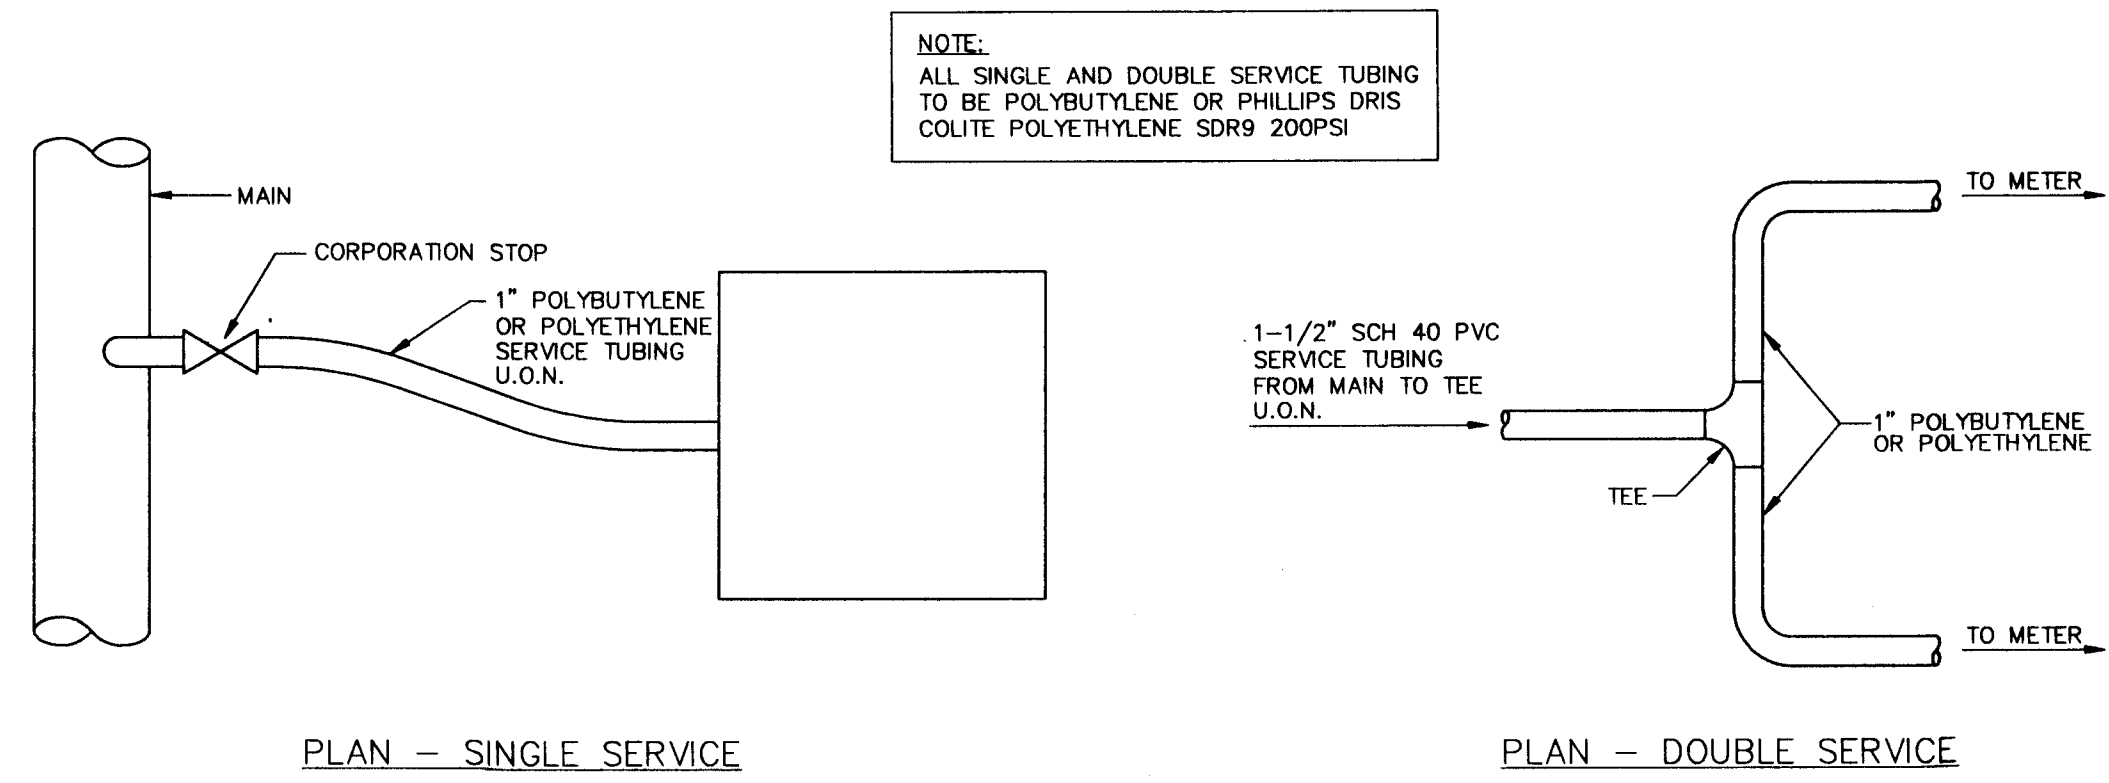 NOTE:
ALL SINGLE AND DOUBLE SERVICE TUBING
TO BE POLYBUTYLENE OR PHILLIPS DRIS
COLITE POLYETHYLENE SDR9 200PSI
MAIN
CORPORATION STOP
1" POLYBUTYLENE
OR POLYETHYLENE
SERVICE TUBING
U.O.N.
PLAN – SINGLE SERVICE
TO METER
1-1/2" SCH 40 PVC
SERVICE TUBING
FROM MAIN TO TEE
U.O.N.
1" POLYBUTYLENE
OR POLYETHYLENE
TEE
TO METER
PLAN – DOUBLE SERVICE